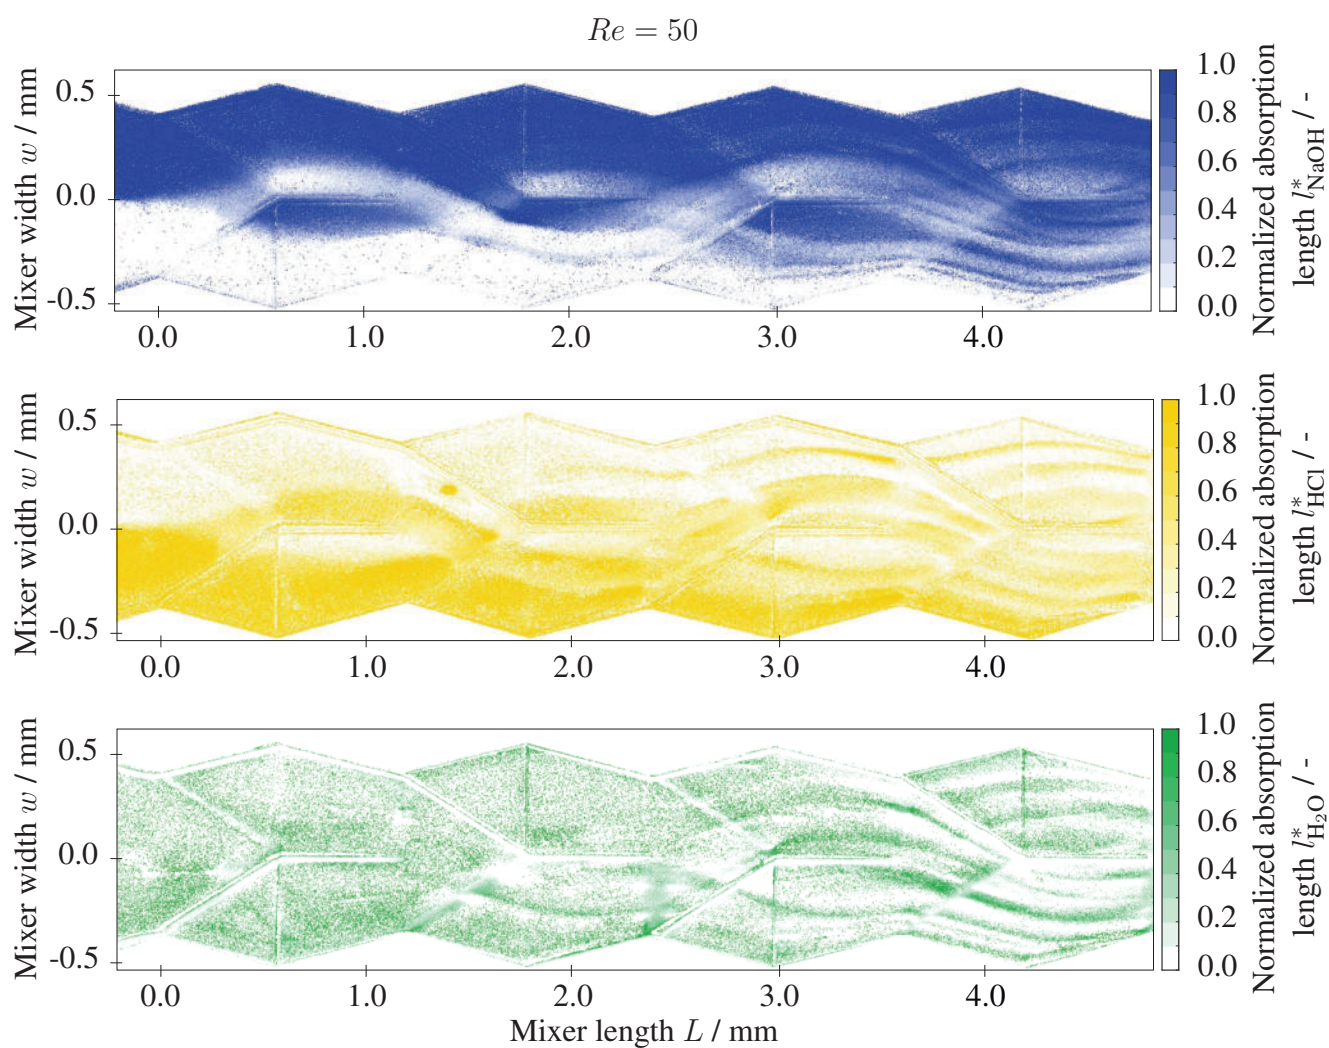 Re = 50
Mixer width w / mm
0.5
0.0
-0.5
0.0 1.0 2.0 3.0 4.0
1.0
0.8
0.6
0.4
0.2
0.0
Normalized absorption
length l*NaOH / -
Mixer width w / mm
0.5
0.0
-0.5
0.0 1.0 2.0 3.0 4.0
1.0
0.8
0.6
0.4
0.2
0.0
Normalized absorption
length l*HCl / -
Mixer width w / mm
0.5
0.0
-0.5
0.0 1.0 2.0 3.0 4.0
1.0
0.8
0.6
0.4
0.2
0.0
Normalized absorption
length l*H₂O / -
Mixer length L / mm